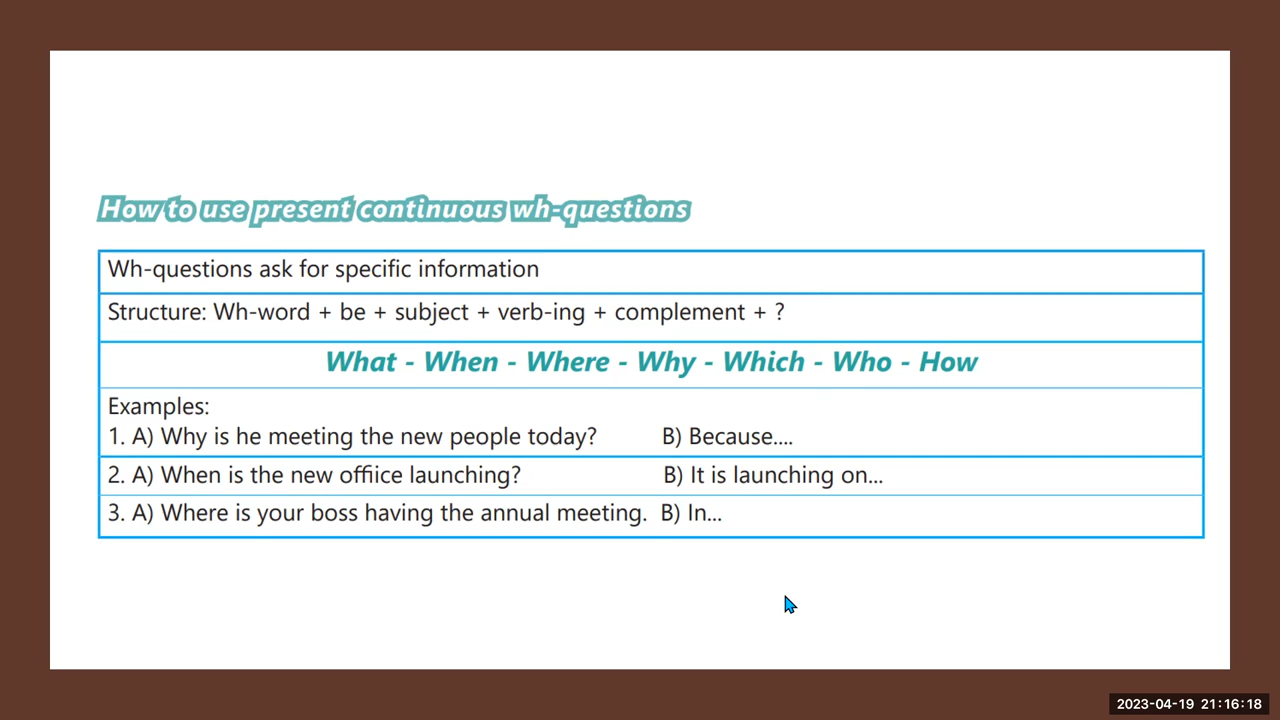 How to use present continuous wh-questions
Wh-questions ask for specific information
Structure: Wh-word + be + subject + verb-ing + complement + ?
What - When - Where - Why - Which - Who - How
Examples:
1. A) Why is he meeting the new people today? B) Because....
2. A) When is the new office launching? B) It is launching on...
3. A) Where is your boss having the annual meeting. B) In...
2023-04-19 21:16:18